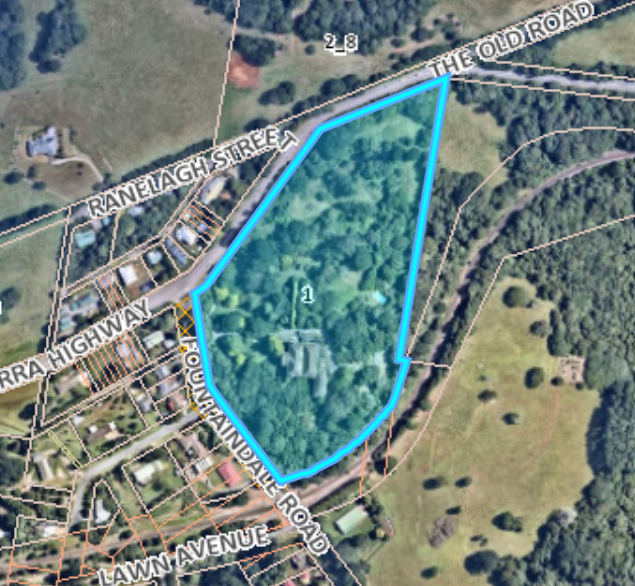 2_8
THE OLD ROAD
RANELAGH STREET
1
RRA HIGHWAY
FOUNTAINDALE ROAD
LAWN AVENUE